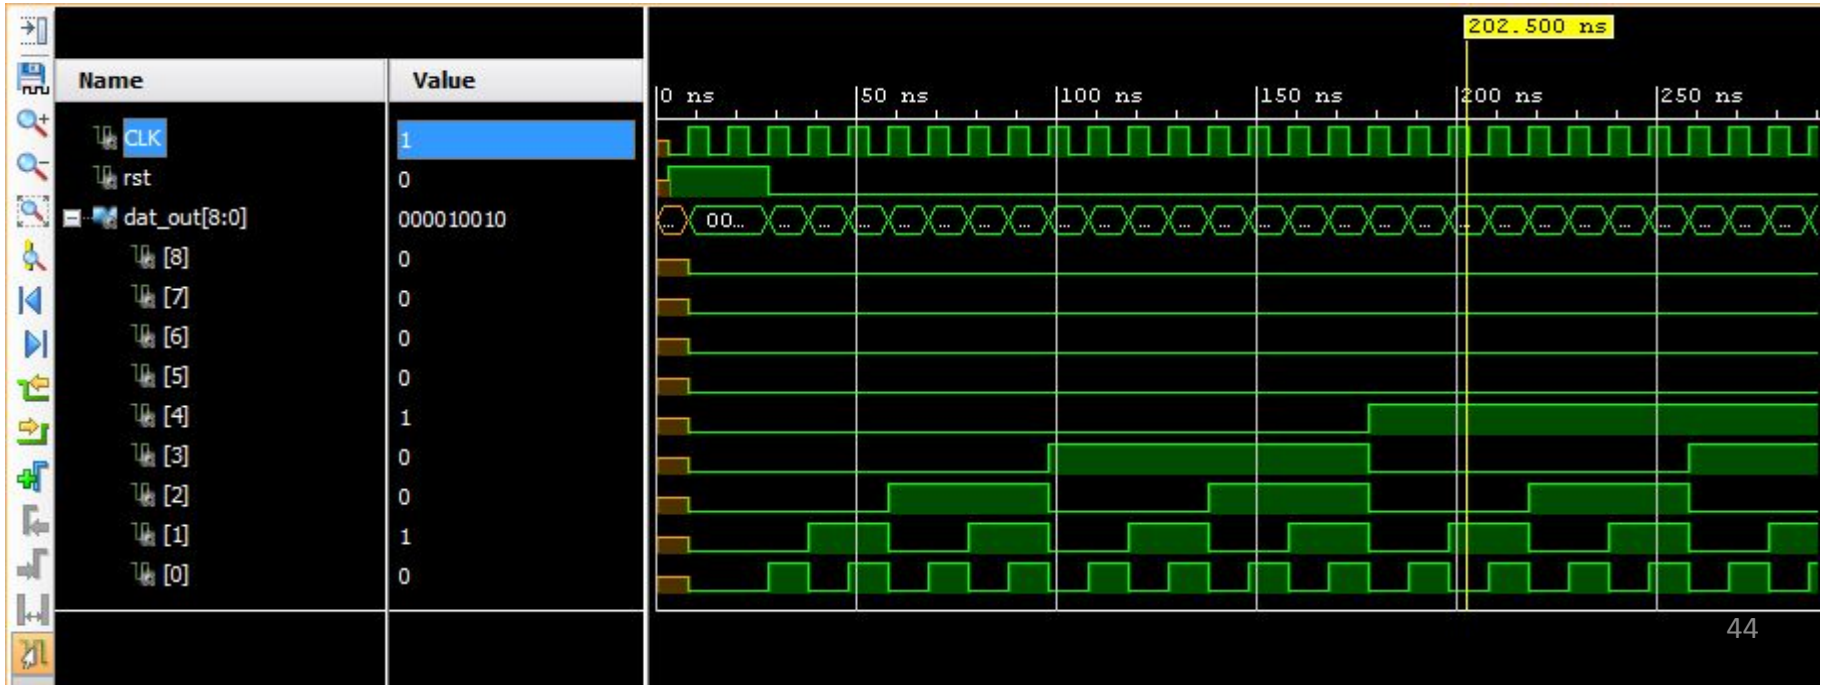 202.500 ns
Name Value
0 ns 50 ns 100 ns 150 ns 200 ns 250 ns
CLK 1
rst 0
dat_out[8:0] 000010010 ... 00... ... ... ... ... ... ... ... ... ... ... ... ... ... ... ... ... ... ... ... ... ... ... ... ... ... ...
[8] 0
[7] 0
[6] 0
[5] 0
[4] 1
[3] 0
[2] 0
[1] 1
[0] 0
44